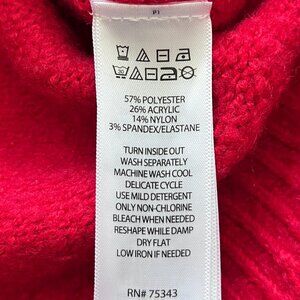 30
57% POLYESTER
26% ACRYLIC
14% NYLON
3% SPANDEX/ELASTANE
TURN INSIDE OUT
WASH SEPARATELY
MACHINE WASH COOL
DELICATE CYCLE
USE MILD DETERGENT
ONLY NON-CHLORINE
BLEACH WHEN NEEDED
RESHAPE WHILE DAMP
DRY FLAT
LOW IRON IF NEEDED
RN# 75343